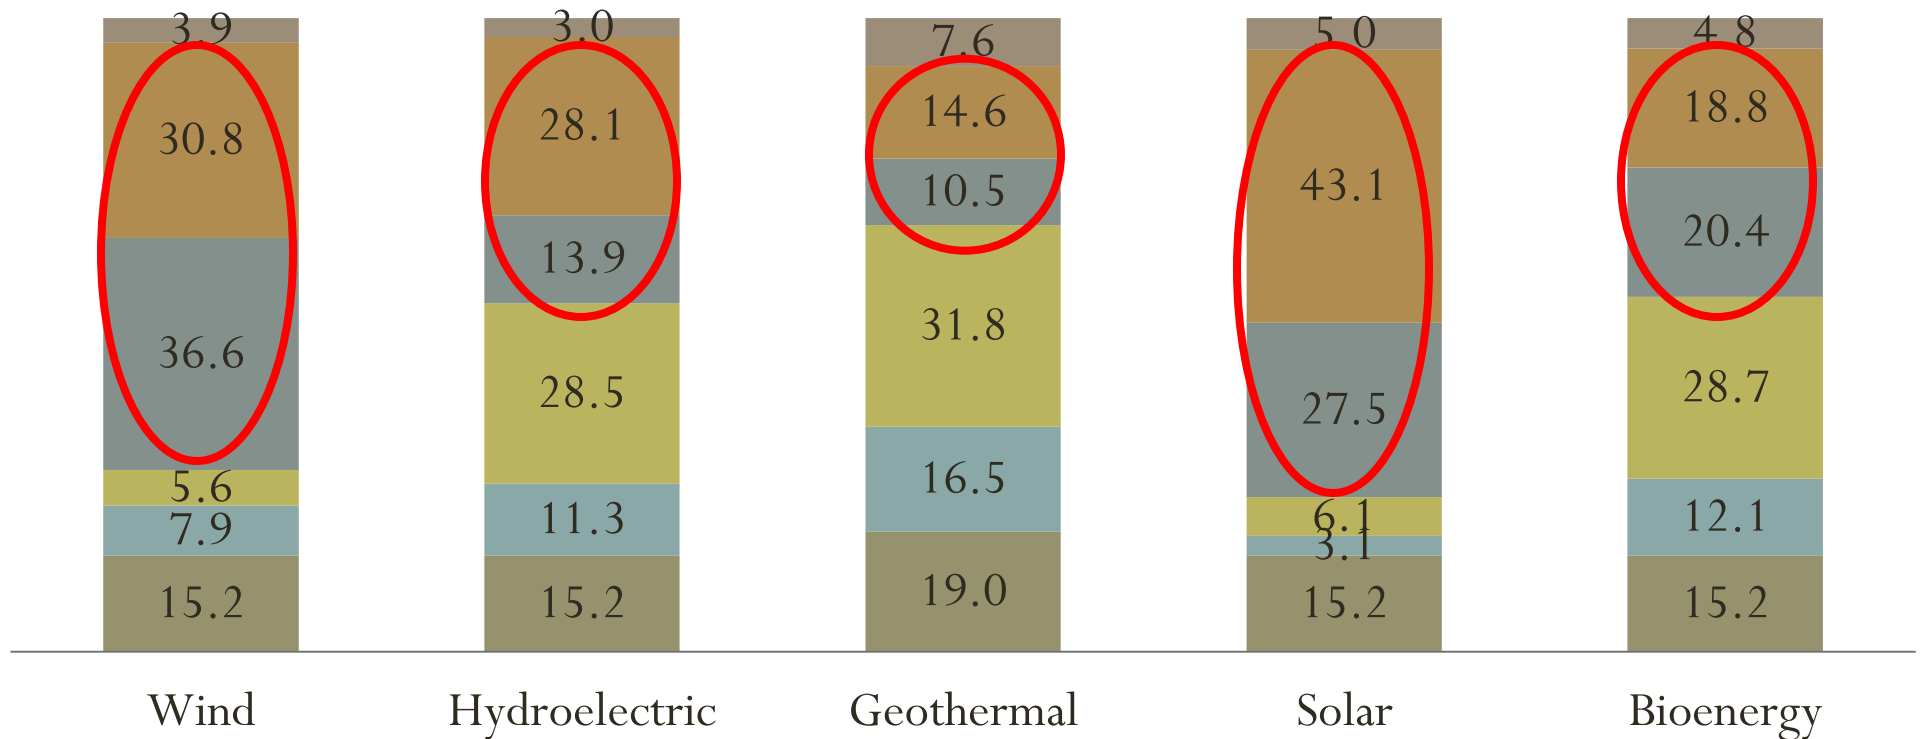 3.9 3.0 7.6 5.0 4.8
30.8 28.1 14.6 43.1 18.8
36.6 13.9 10.5 27.5 20.4
5.6 28.5 31.8 6.1 28.7
7.9 11.3 16.5 3.1 12.1
15.2 15.2 19.0 15.2 15.2
Wind Hydroelectric Geothermal Solar Bioenergy